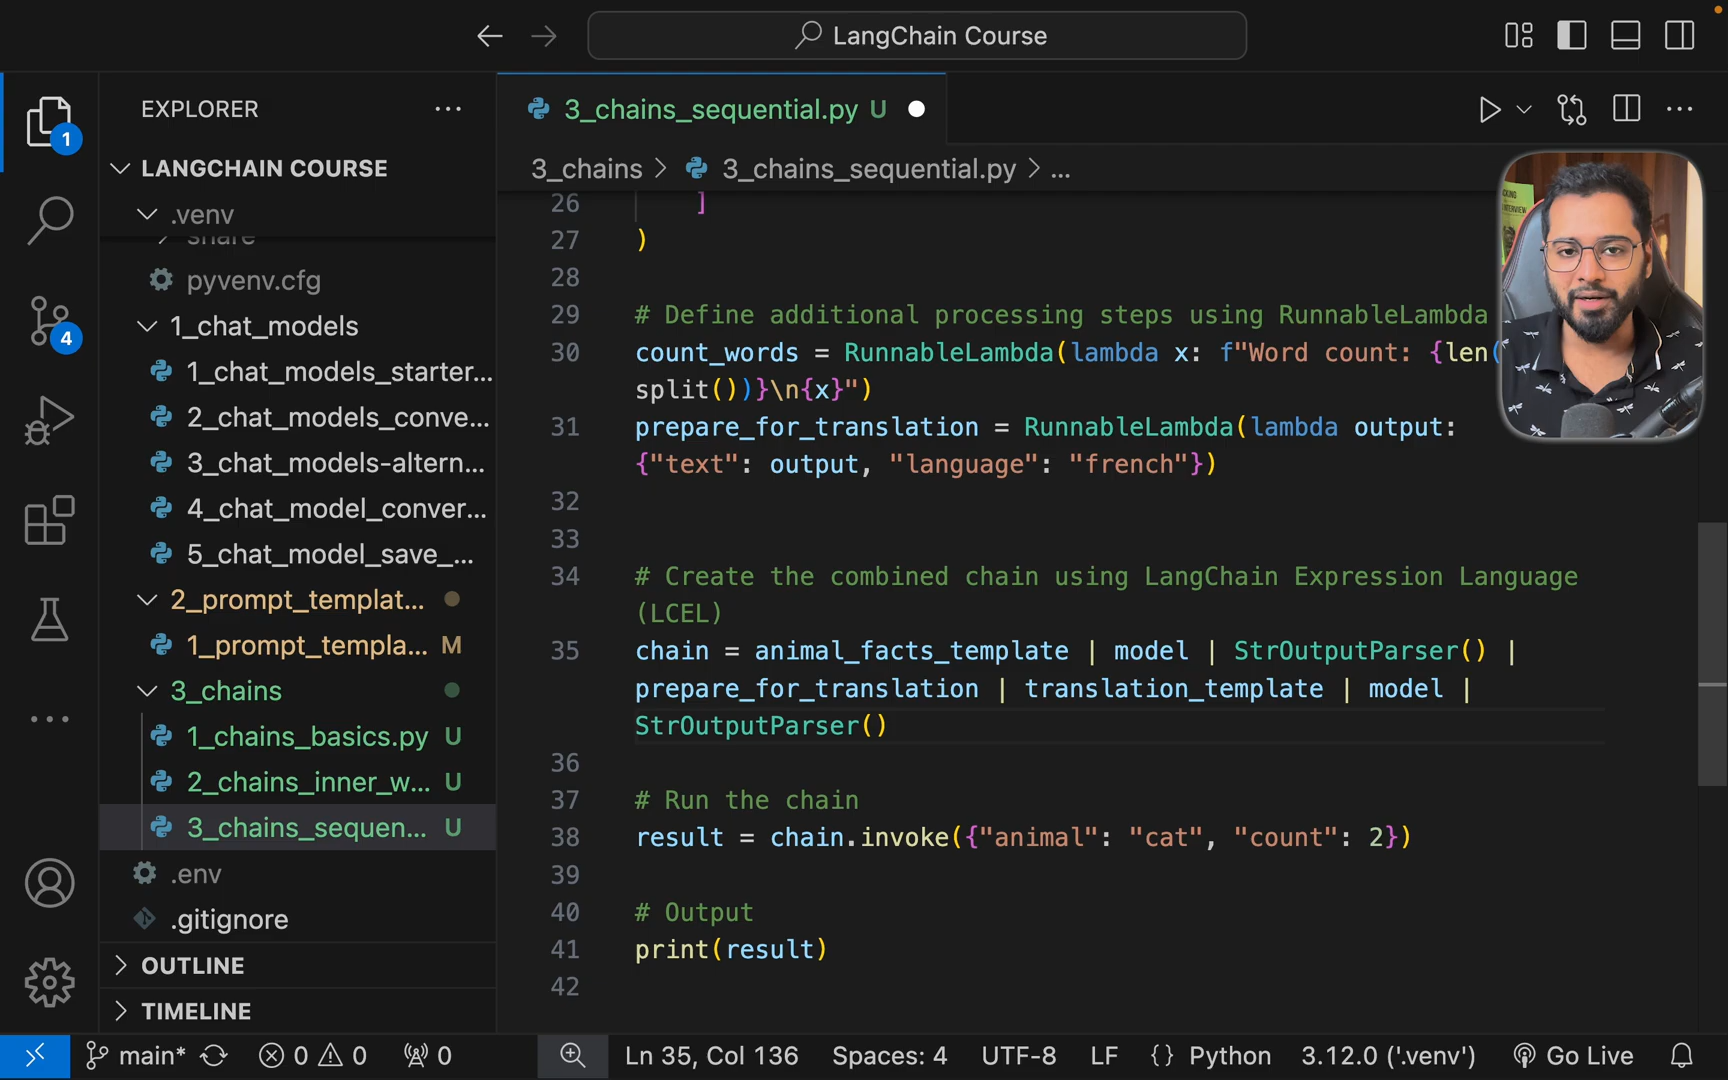 LangChain Course
EXPLORER
3_chains_sequential.py U
LANGCHAIN COURSE
3_chains > 3_chains_sequential.py > ...
.venv
share
pyvenv.cfg
1_chat_models
1_chat_models_starter...
2_chat_models_conve...
3_chat_models-altern...
4_chat_model_conver...
5_chat_model_save_...
2_prompt_templat...
1_prompt_templa... M
3_chains
1_chains_basics.py U
2_chains_inner_w... U
3_chains_sequen... U
.env
.gitignore
OUTLINE
TIMELINE
1
4
26 ]
27 )
28
29 # Define additional processing steps using RunnableLambda
30 count_words = RunnableLambda(lambda x: f"Word count: {len(
split())}\n{x}")
31 prepare_for_translation = RunnableLambda(lambda output:
{"text": output, "language": "french"})
32
33
34 # Create the combined chain using LangChain Expression Language
(LCEL)
35 chain = animal_facts_template | model | StrOutputParser() |
prepare_for_translation | translation_template | model |
StrOutputParser()
36
37 # Run the chain
38 result = chain.invoke({"animal": "cat", "count": 2})
39
40 # Output
41 print(result)
42
main* 0 0 0 Ln 35, Col 136 Spaces: 4 UTF-8 LF {} Python 3.12.0 ('.venv') Go Live